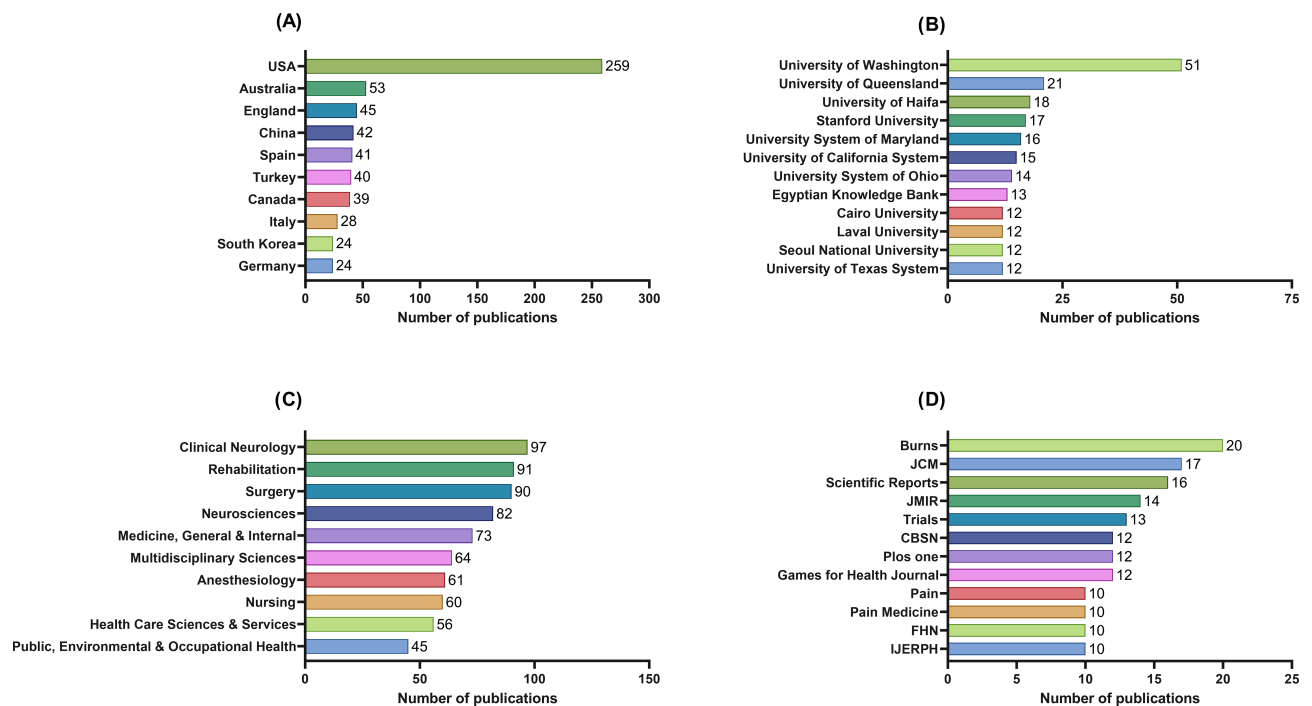 (A)
USA 259
Australia 53
England 45
China 42
Spain 41
Turkey 40
Canada 39
Italy 28
South Korea 24
Germany 24
0 50 100 150 200 250 300
Number of publications
(B)
University of Washington 51
University of Queensland 21
University of Haifa 18
Stanford University 17
University System of Maryland 16
University of California System 15
University System of Ohio 14
Egyptian Knowledge Bank 13
Cairo University 12
Laval University 12
Seoul National University 12
University of Texas System 12
0 25 50 75
Number of publications
(C)
Clinical Neurology 97
Rehabilitation 91
Surgery 90
Neurosciences 82
Medicine, General & Internal 73
Multidisciplinary Sciences 64
Anesthesiology 61
Nursing 60
Health Care Sciences & Services 56
Public, Environmental & Occupational Health 45
0 50 100 150
Number of publications
(D)
Burns 20
JCM 17
Scientific Reports 16
JMIR 14
Trials 13
CBSN 12
Plos one 12
Games for Health Journal 12
Pain 10
Pain Medicine 10
FHN 10
IJERPH 10
0 5 10 15 20 25
Number of publications